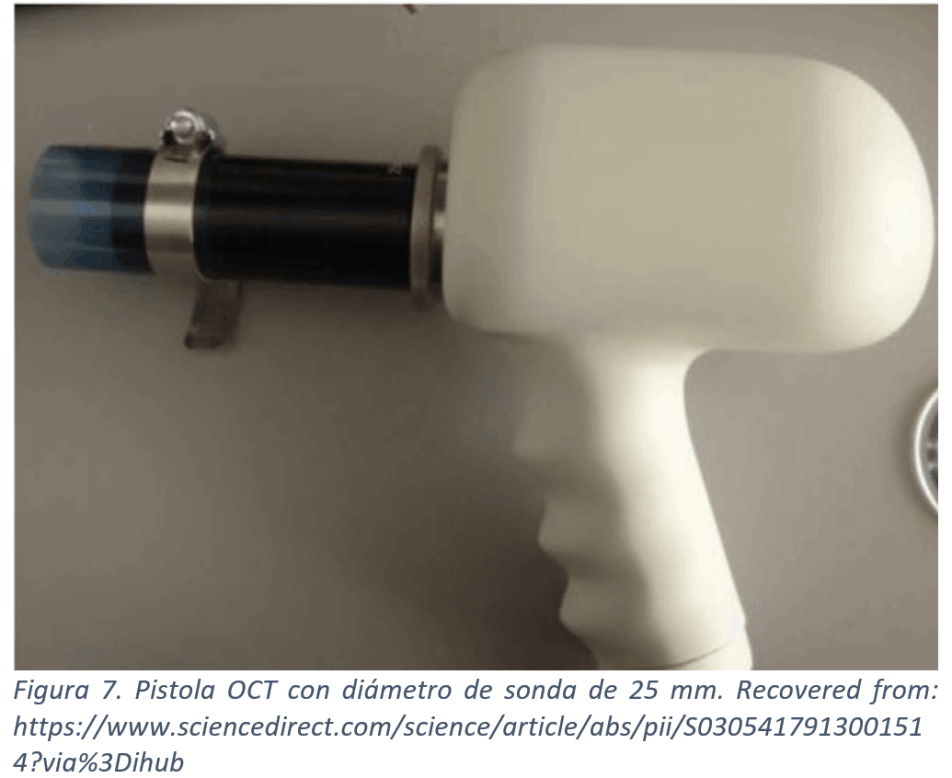 Figura 7. Pistola OCT con diámetro de sonda de 25 mm. Recovered from:
https://www.sciencedirect.com/science/article/abs/pii/S030541791300151
4?via%3Dihub